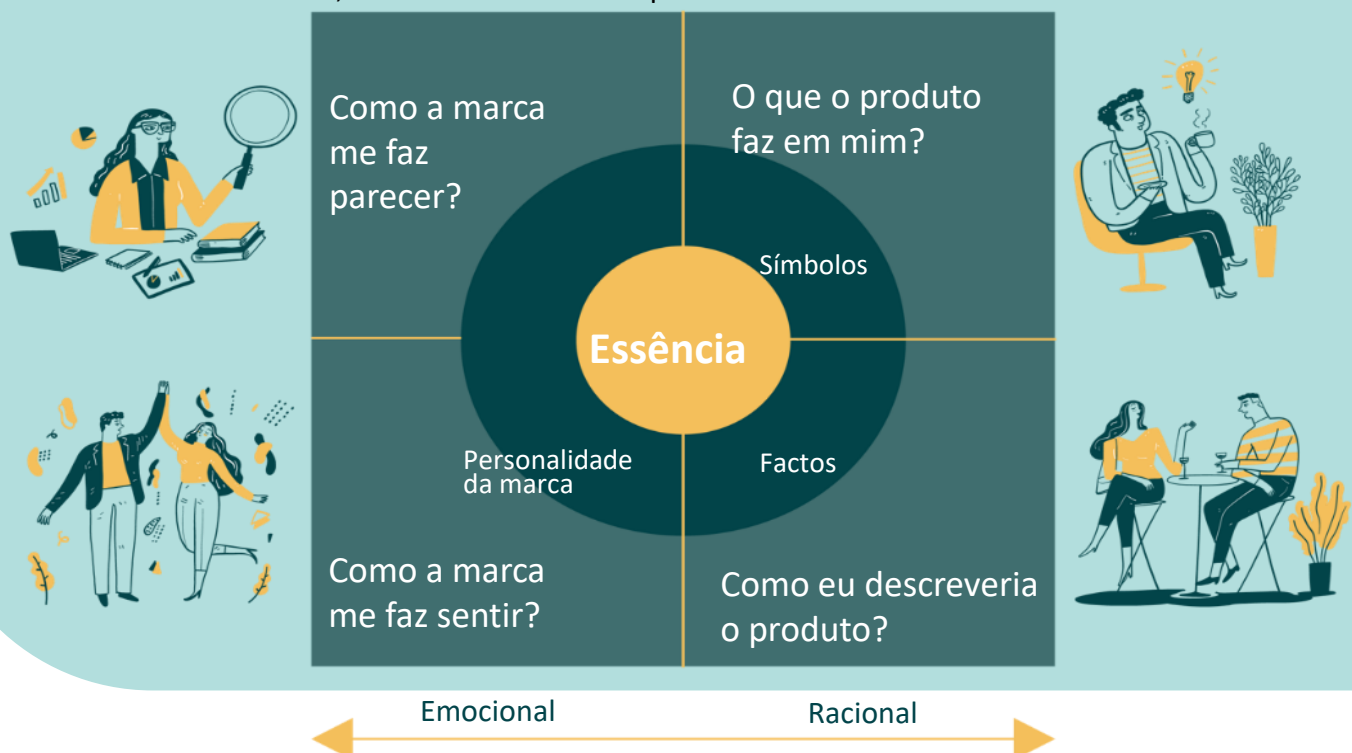 Como a marca
me faz
parecer?
O que o produto
faz em mim?
Símbolos
Essência
Personalidade
da marca
Factos
Como a marca
me faz sentir?
Como eu descreveria
o produto?
Emocional
Racional